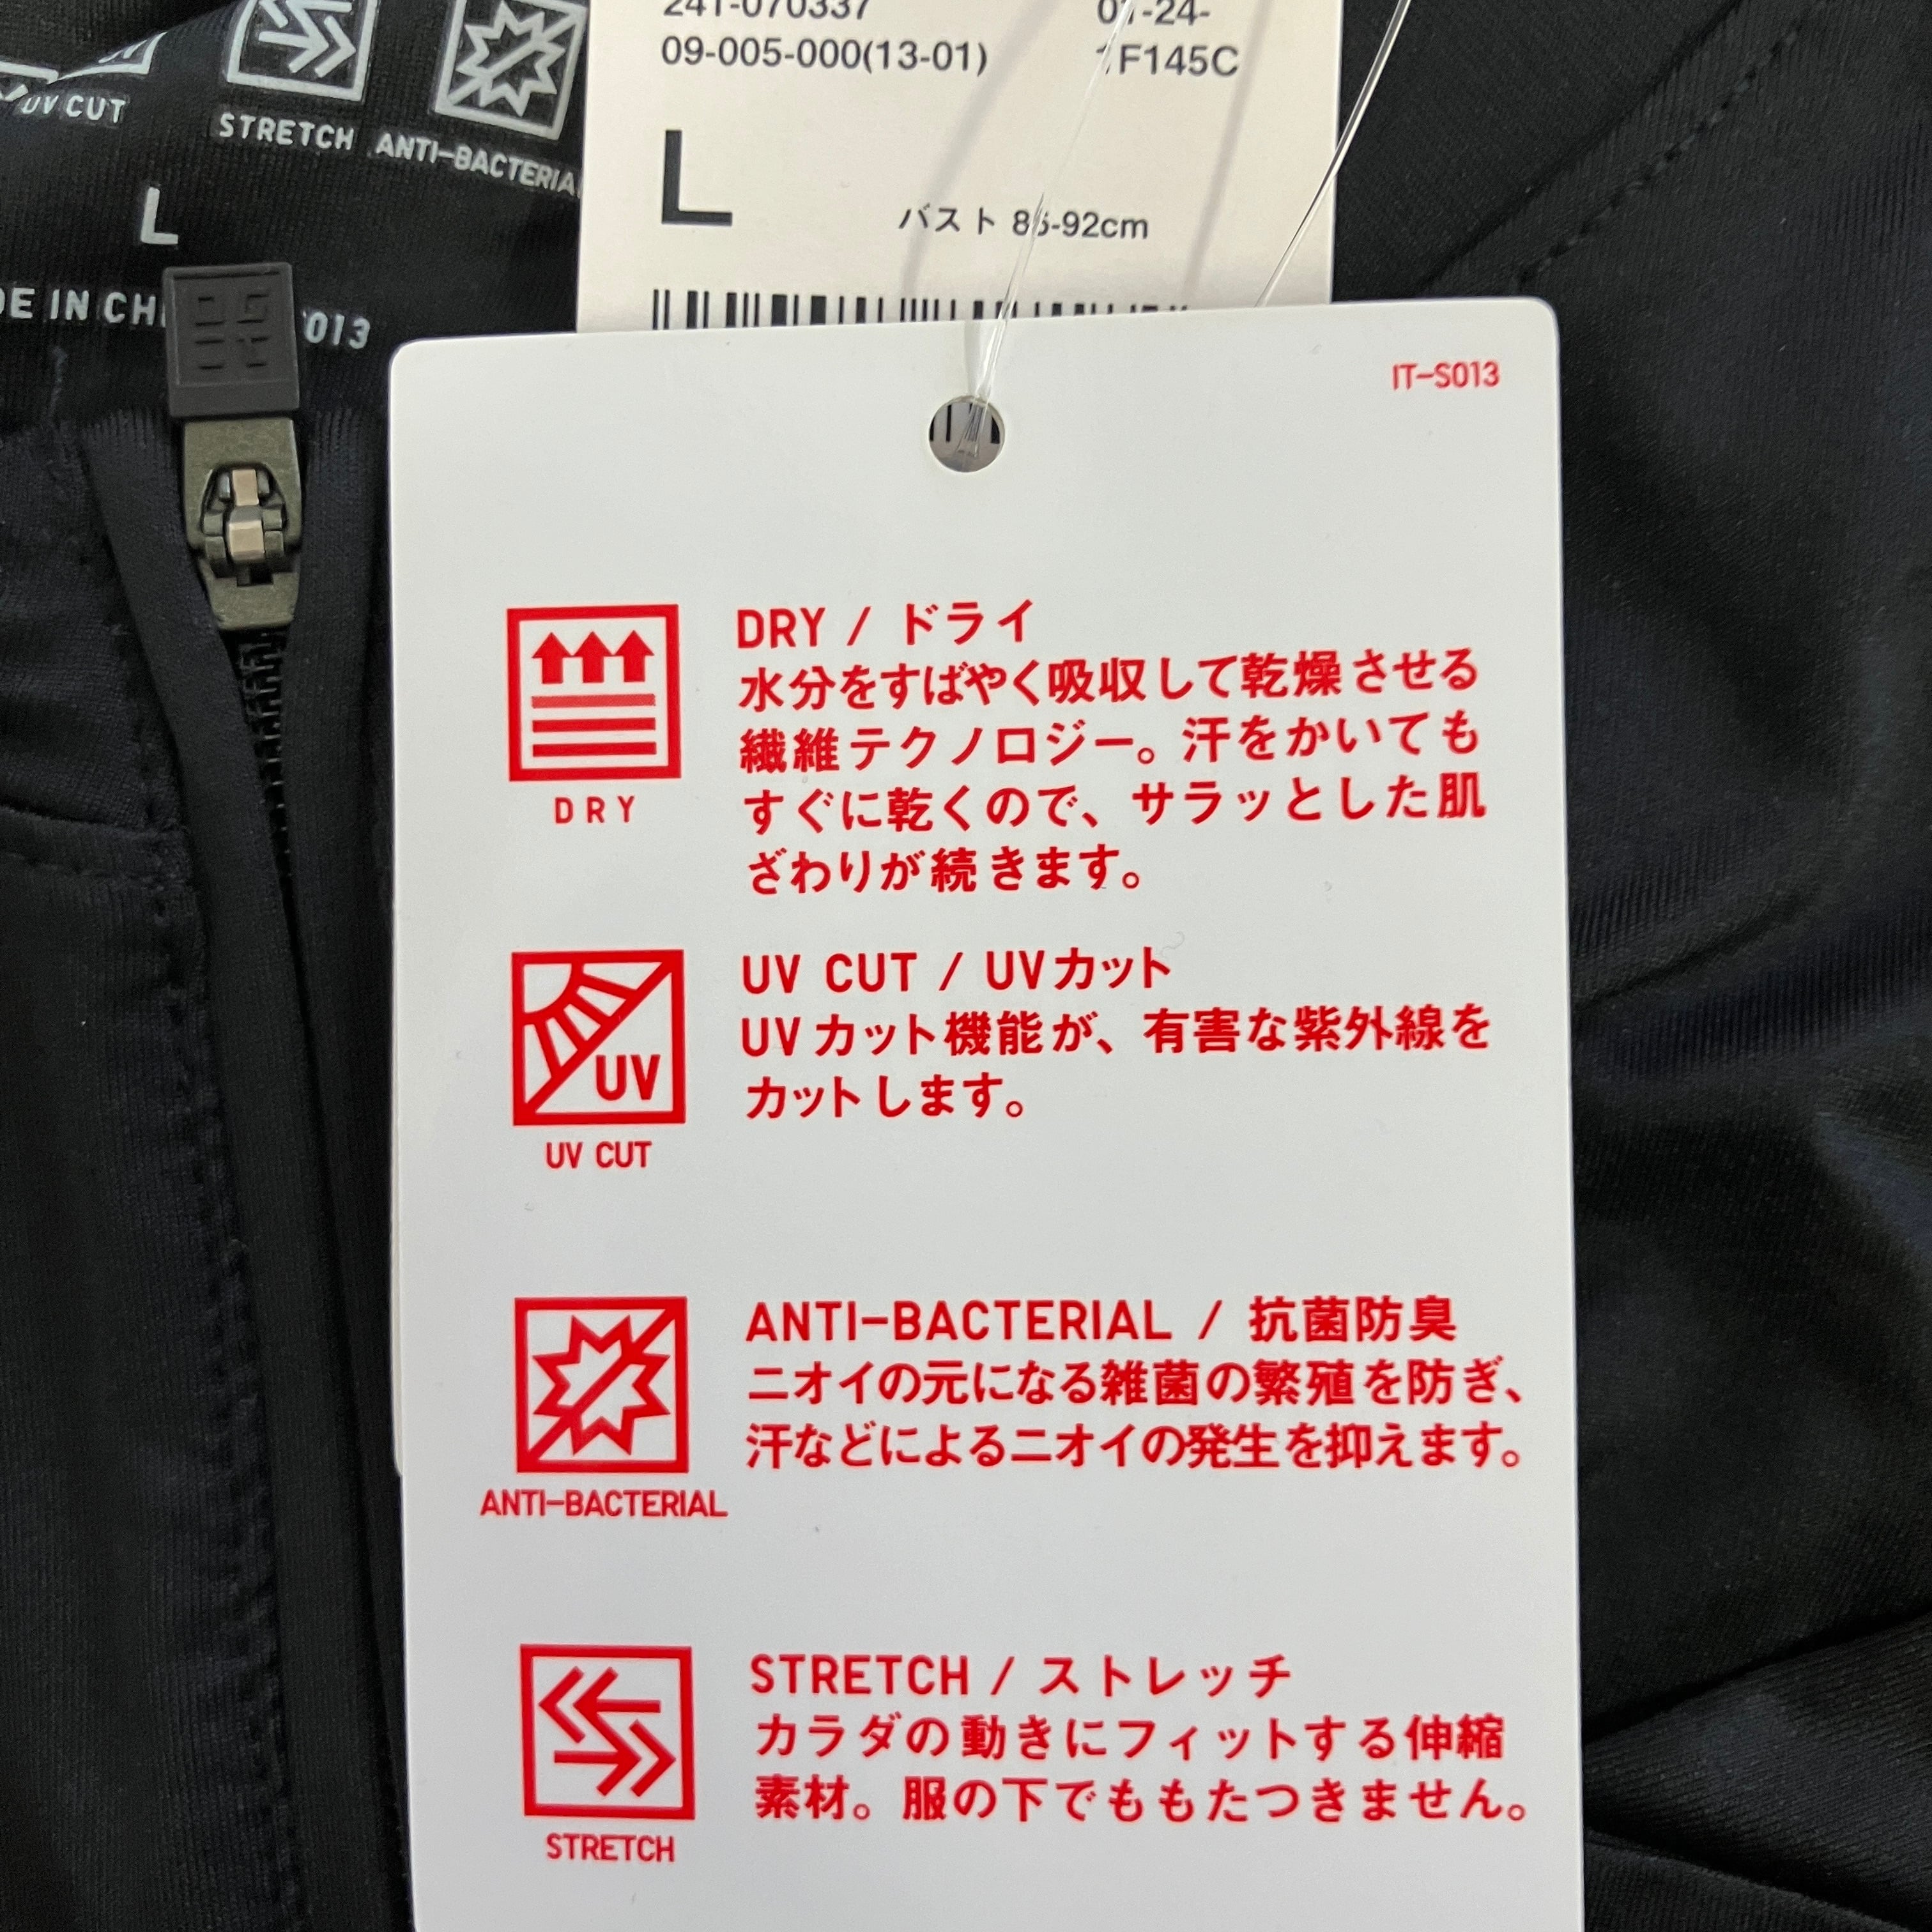 UV CUT
STRETCH
L
013
09-005-000(13-01)
1F145C
L
バスト
IT-S013
DRY
DRY / ドライ
水分をすばやく吸収して乾燥させる
繊維テクノロジー。汗をかいても
すぐに乾くので、サラッとした肌
ざわりが続きます。
UV
UV CUT
UV CUT / UVカット
UVカット機能が、有害な紫外線を
カットします。
ANTI-BACTERIAL
ANTI-BACTERIAL / 抗菌防臭
ニオイの元になる雑菌の繁殖を防ぎ、
汗などによるニオイの発生を抑えます。
STRETCH
STRETCH / ストレッチ
カラダの動きにフィットする伸縮
素材。服の下でももたつきません。